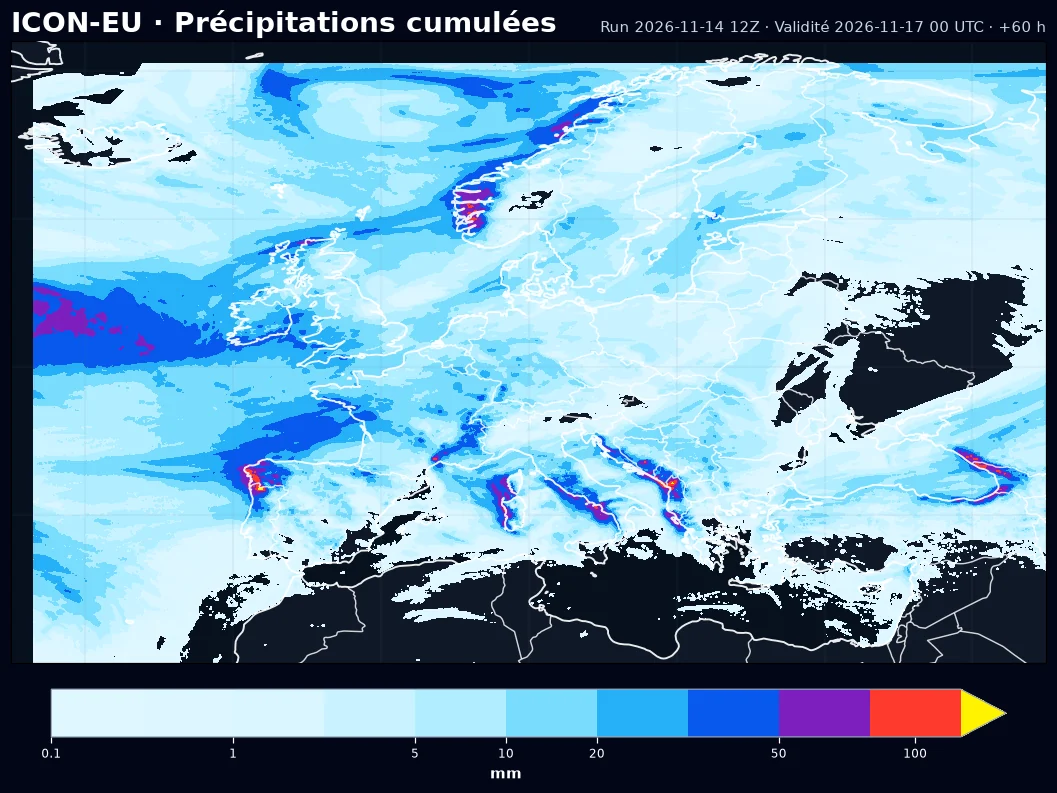 ICON-EU · Précipitations cumulées
Run 2026-11-14 12Z · Validité 2026-11-17 00 UTC · +60 h
0.1 1 5 10 20 50 100
mm